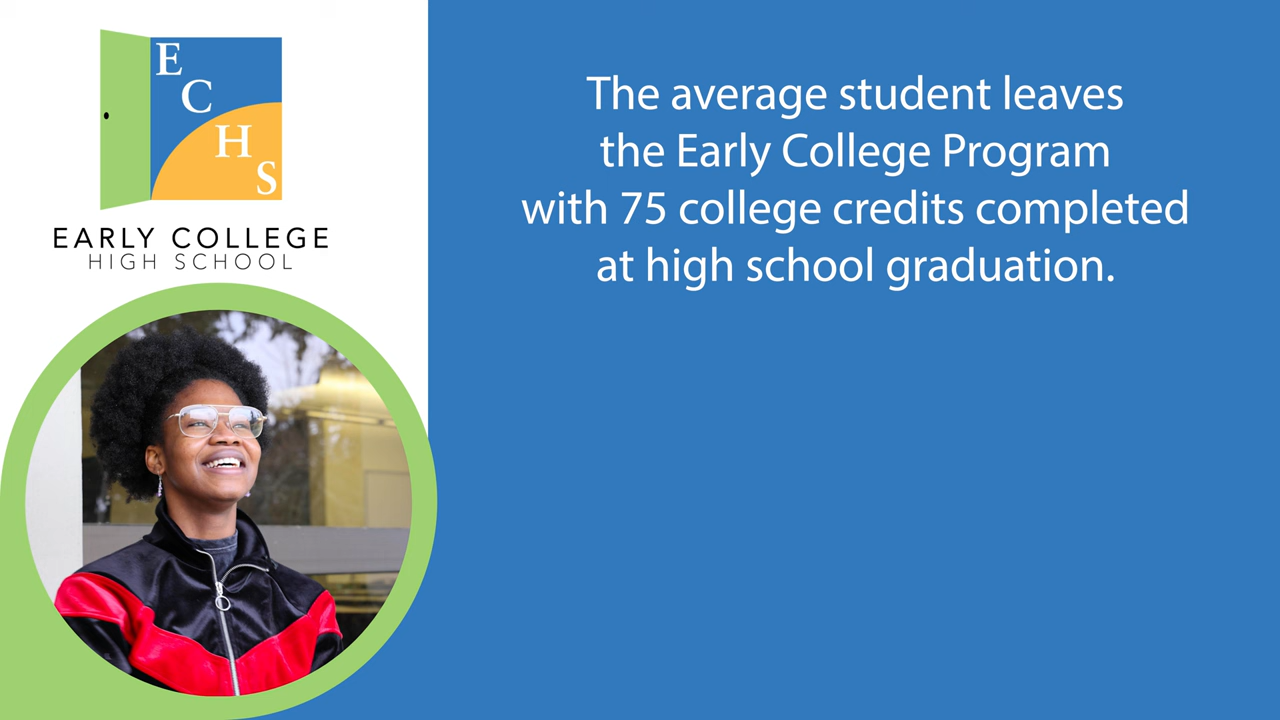 E
C
H
S
EARLY COLLEGE
HIGH SCHOOL
The average student leaves
the Early College Program
with 75 college credits completed
at high school graduation.